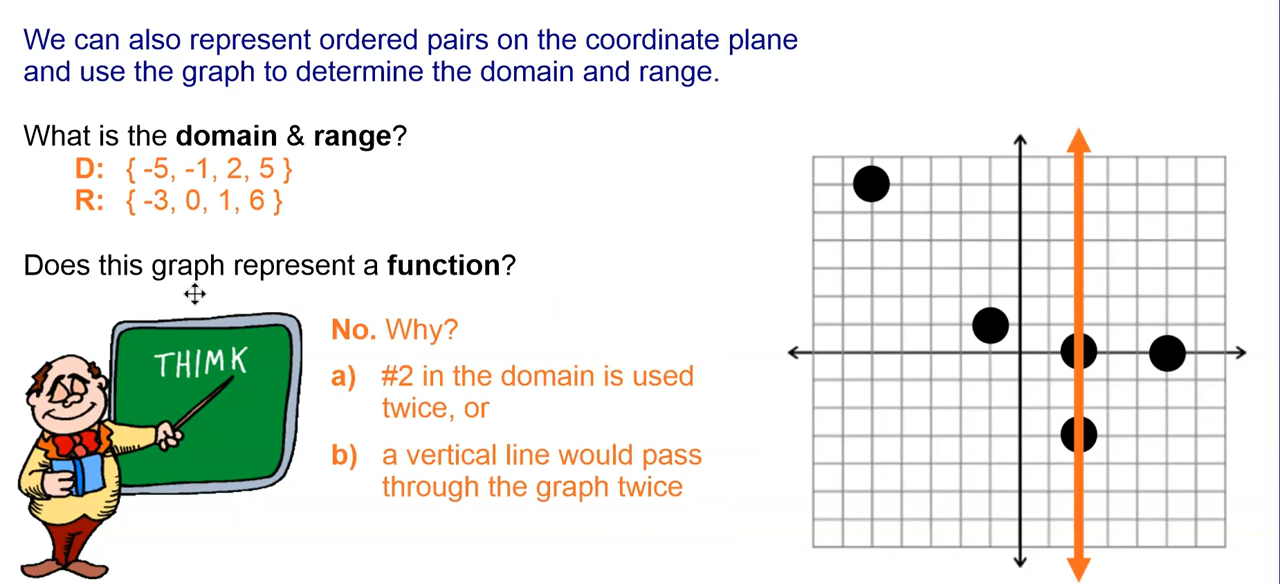 We can also represent ordered pairs on the coordinate plane
and use the graph to determine the domain and range.
What is the domain & range?
D: { -5, -1, 2, 5 }
R: { -3, 0, 1, 6 }
Does this graph represent a function?
THIMK
No. Why?
a) #2 in the domain is used
twice, or
b) a vertical line would pass
through the graph twice